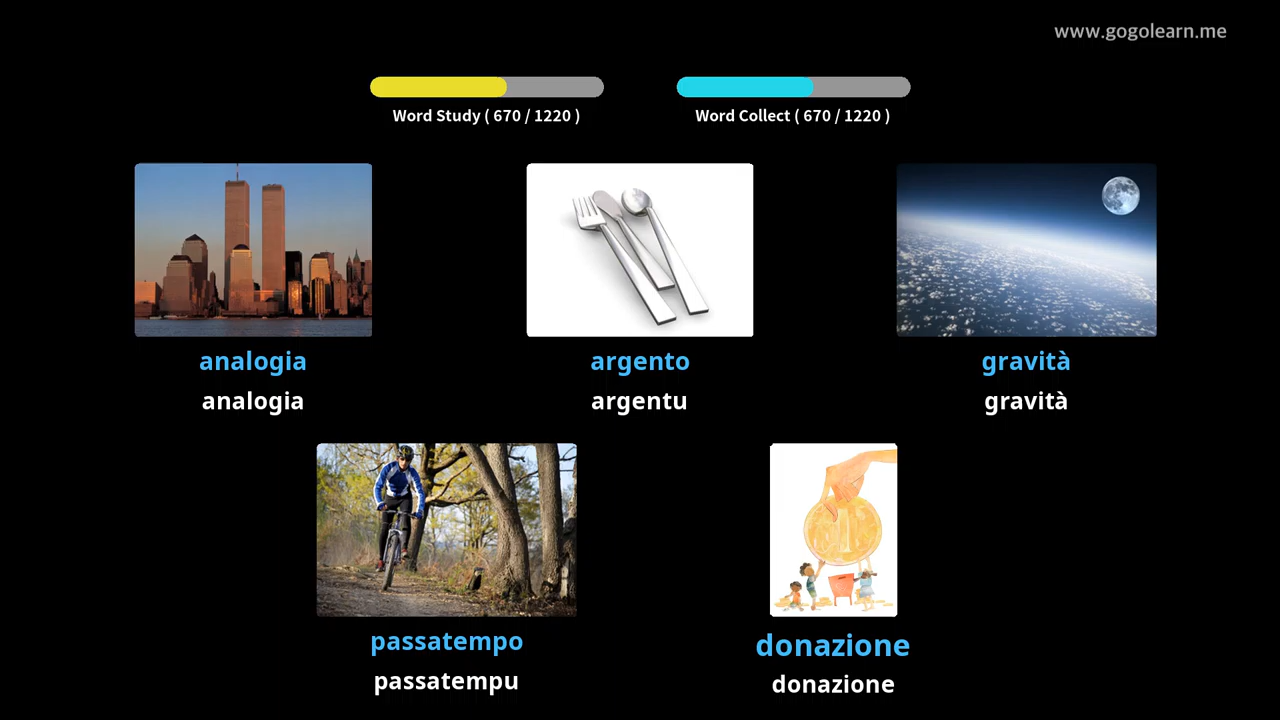 www.gogolearn.me
Word Study ( 670 / 1220 )
Word Collect ( 670 / 1220 )
analogia
analogia
argento
argentu
gravità
gravità
passatempo
passatempu
donazione
donazione